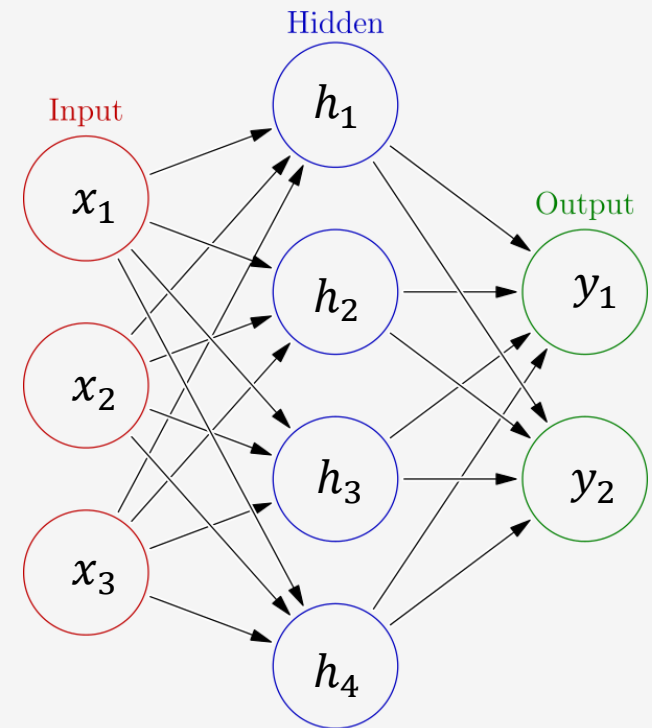 Hidden
Input
Output
x₁
x₂
x₃
h₁
h₂
h₃
h₄
y₁
y₂